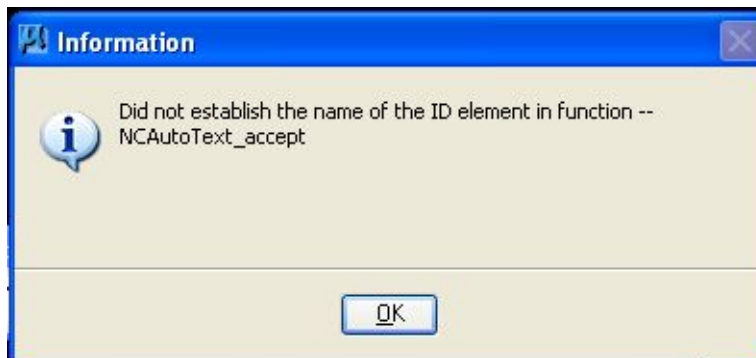 Information
Did not establish the name of the ID element in function --
NCAutoText_accept
OK